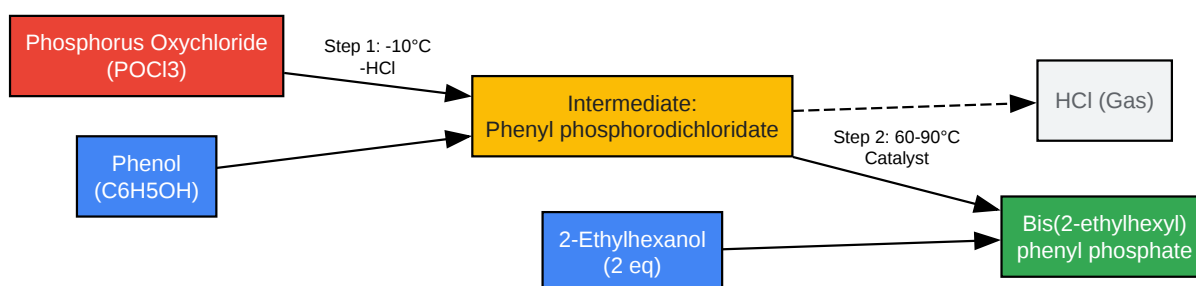 Phosphorus Oxychloride
(POCl3)
Step 1: -10°C
-HCl
Phenol
(C6H5OH)
Intermediate:
Phenyl phosphorodichloridate
HCl (Gas)
Step 2: 60-90°C
Catalyst
2-Ethylhexanol
(2 eq)
Bis(2-ethylhexyl)
phenyl phosphate